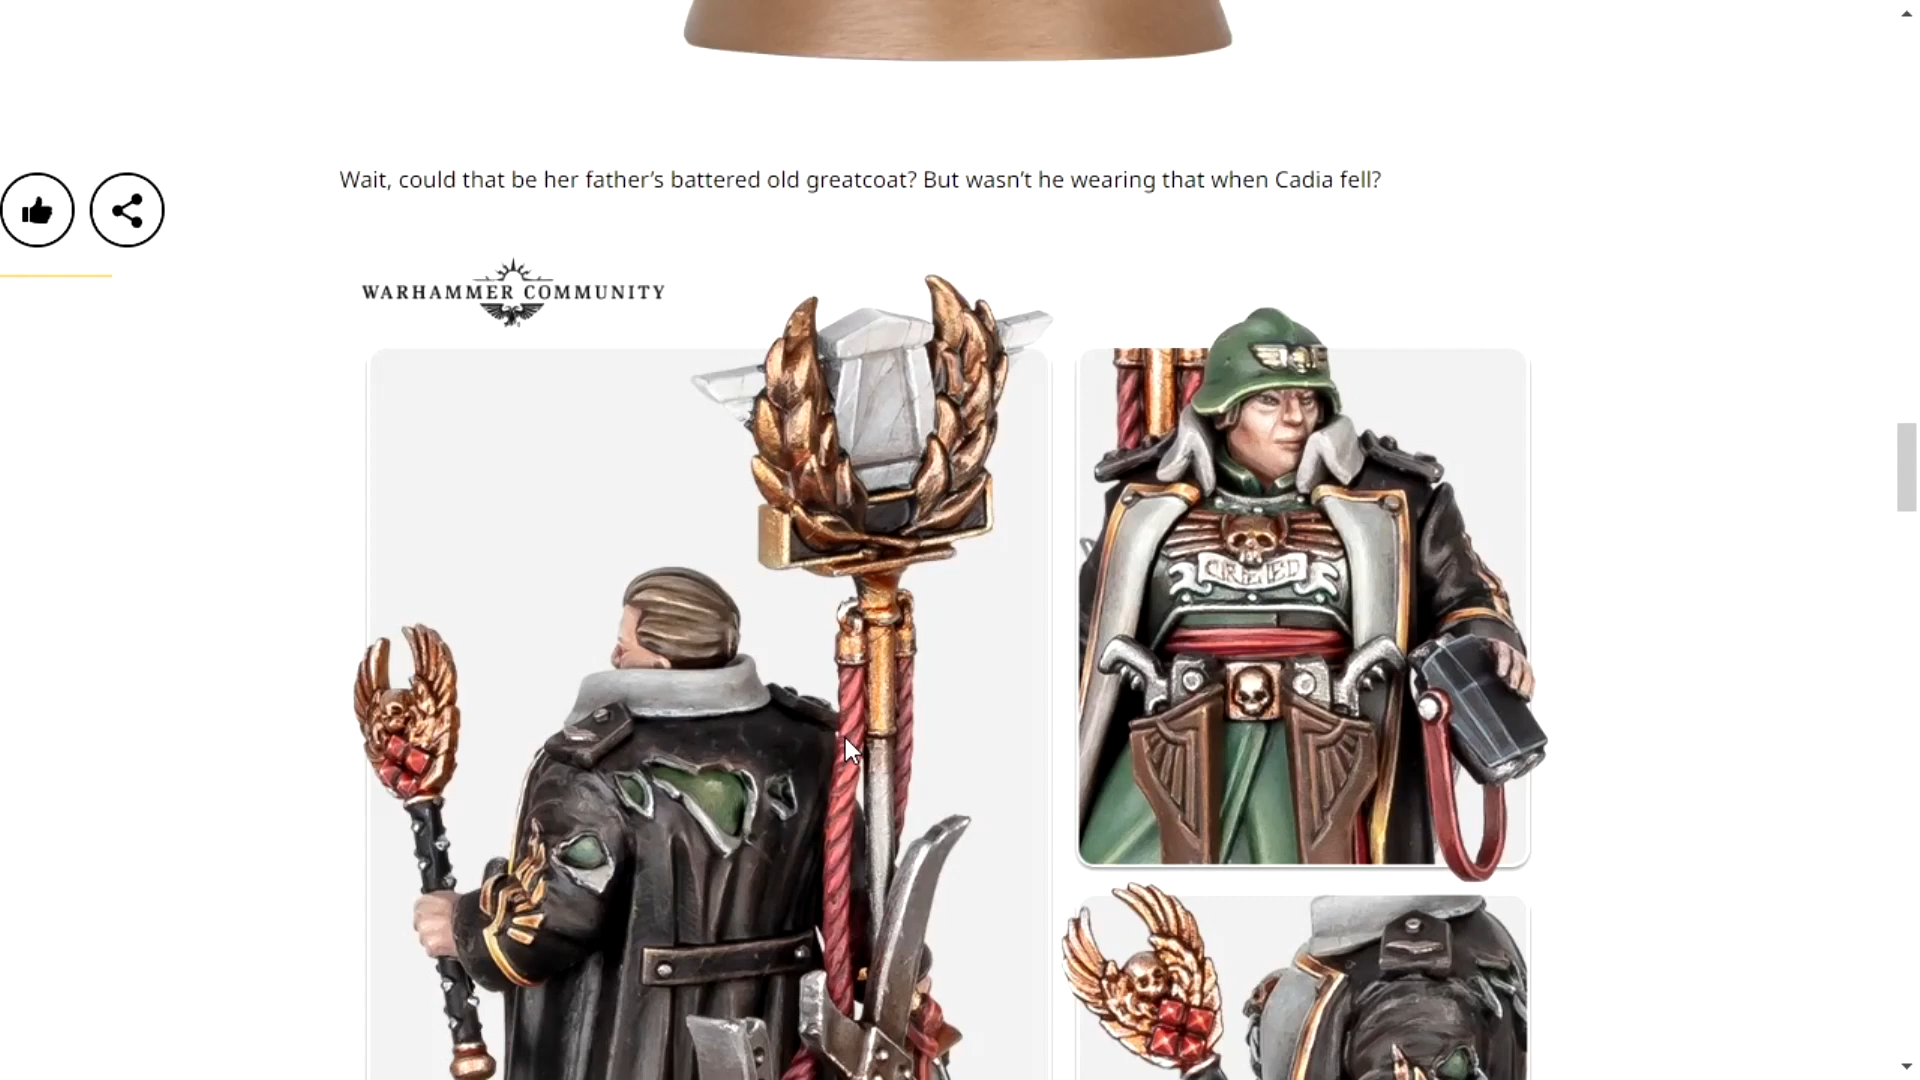 Wait, could that be her father’s battered old greatcoat? But wasn’t he wearing that when Cadia fell?
WARHAMMER COMMUNITY
CREED